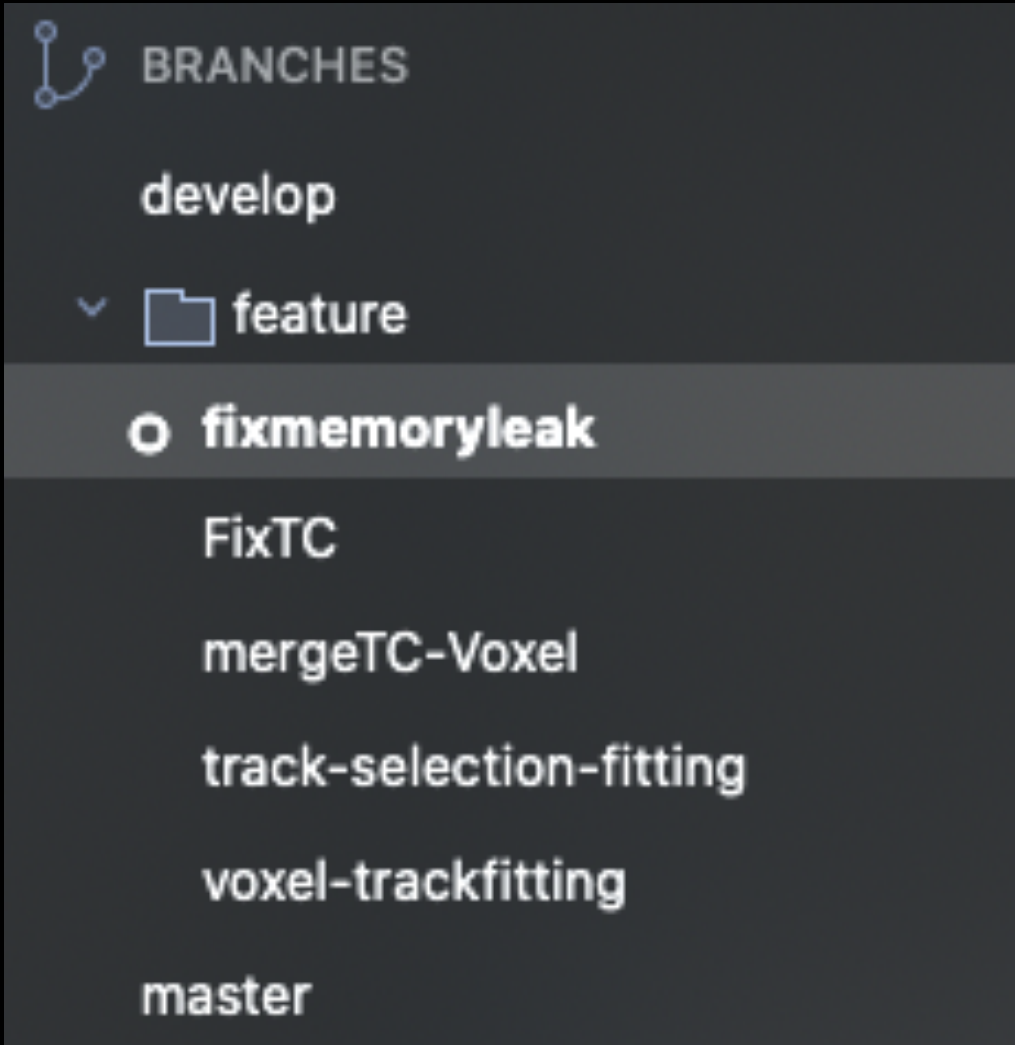 BRANCHES
develop
feature
fixmemoryleak
FixTC
mergeTC-Voxel
track-selection-fitting
voxel-trackfitting
master